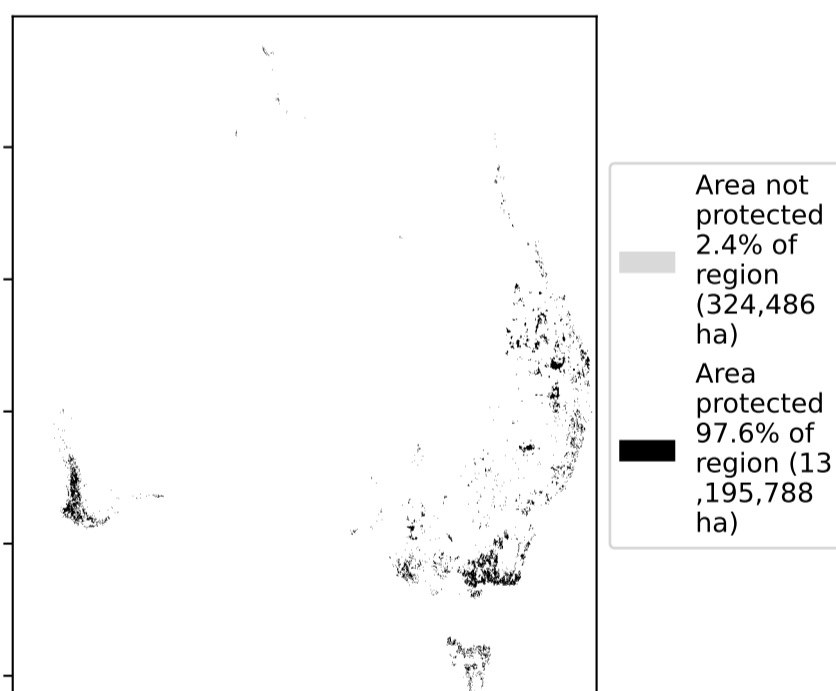 Area not
protected
2.4% of
region
(324,486
ha)
Area
protected
97.6% of
region (13
,195,788
ha)